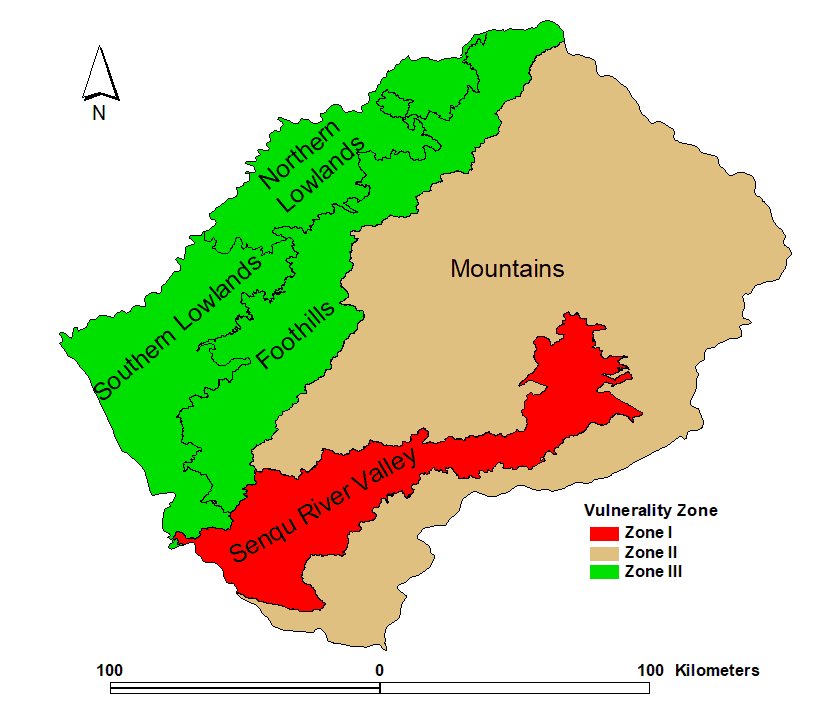 N
Northern
Lowlands
Mountains
Southern Lowlands
Foothills
Senqu River Valley
Vulnerality Zone
Zone I
Zone II
Zone III
100 0 100 Kilometers